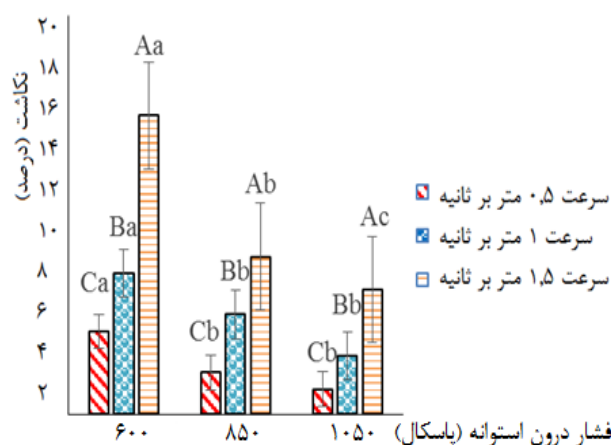 نکاشت (درصد)
۲۰
۱۸
۱۶
۱۴
۱۲
۱۰
۸
۶
۴
۲
Ca Ba Aa
Cb Bb Ab
Cb Bb Ac
۶۰۰ ۸۵۰ ۱۰۵۰
فشار درون استوانه (پاسکال)
سرعت ۰,۵ متر بر ثانیه
سرعت ۱ متر بر ثانیه
سرعت ۱,۵ متر بر ثانیه